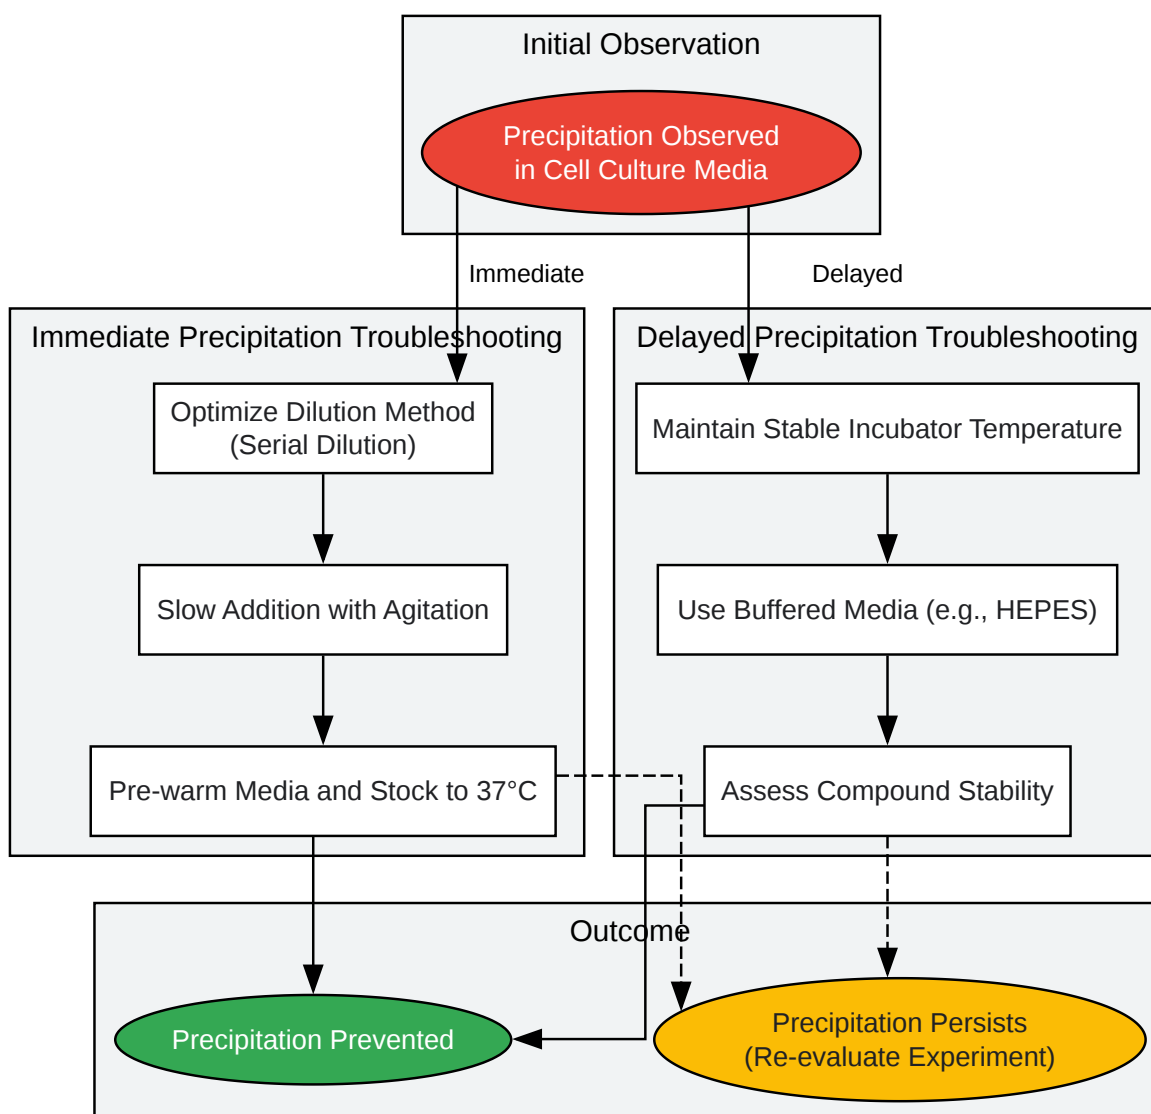 Initial Observation
Precipitation Observed
in Cell Culture Media
Immediate
Delayed
Immediate Precipitation Troubleshooting
Optimize Dilution Method
(Serial Dilution)
Slow Addition with Agitation
Pre-warm Media and Stock to 37°C
Delayed Precipitation Troubleshooting
Maintain Stable Incubator Temperature
Use Buffered Media (e.g., HEPES)
Assess Compound Stability
Outcome
Precipitation Prevented
Precipitation Persists
(Re-evaluate Experiment)